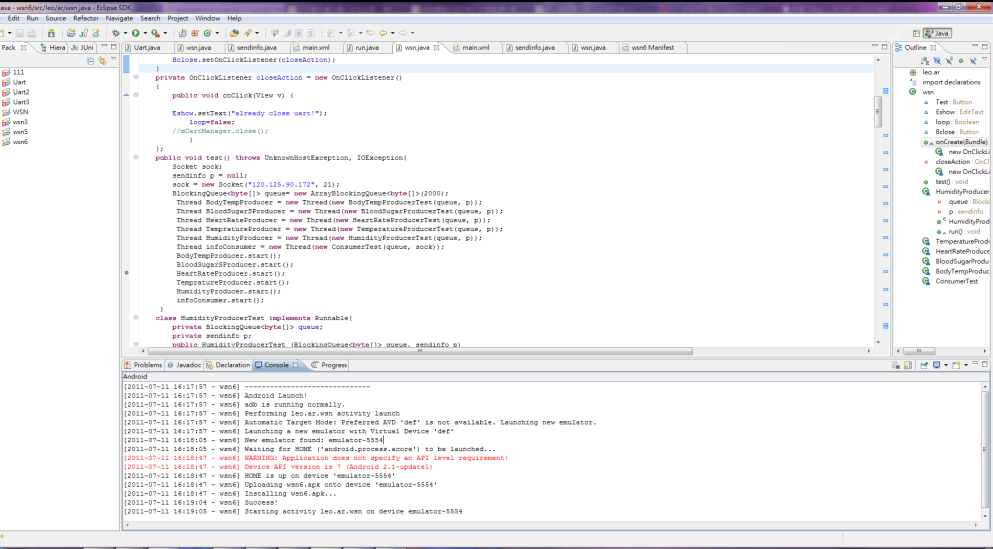 ava - wsn6/src/leo/ar/wsn.java - Eclipse SDK
Edit Run Source Refactor Navigate Search Project Window Help
Java
Pack Hiera JUni
111
Uart
Uart2
Uart3
WSN
wsn3
wsn5
wsn6
Uart.java wsn.java sendinfo.java main.xml run.java wsn.java main.xml sendinfo.java wsn.java wsn6 Manifest
Bclose.setOnClickListener(closeAction);
}
private OnClickListener closeAction = new OnClickListener()
{
public void onClick(View v) {
Eshow.setText("already close uart!");
loop=false;
//mUartManager.close();
}
};
public void test() throws UnknownHostException, IOException{
Socket sock;
sendinfo p = null;
sock = new Socket("120.125.90.172", 21);
BlockingQueue<byte[]> queue= new ArrayBlockingQueue<byte[]>(2000);
Thread BodyTempProducer = new Thread(new BodyTempProducerTest(queue, p));
Thread BloodSugarSProducer = new Thread(new BloodSugarProducerTest(queue, p));
Thread HeartRateProducer = new Thread(new HeartRateProducerTest(queue, p));
Thread TempratureProducer = new Thread(new TemperatureProducerTest(queue, p));
Thread HumidityProducer = new Thread(new HumidityProducerTest(queue, p));
Thread infoConsumer = new Thread(new ConsumerTest(queue, sock));
BodyTempProducer.start();
BloodSugarSProducer.start();
HeartRateProducer.start();
TempratureProducer.start();
HumidityProducer.start();
infoConsumer.start();
}
class HumidityProducerTest implements Runnable{
private BlockingQueue<byte[]> queue;
private sendinfo p;
public HumidityProducerTest (BlockingQueue<byte[]> queue, sendinfo p)
Outline
leo.ar
import declarations
wsn
Test : Button
Eshow : EditText
loop : Boolean
Bclose : Button
onCreate(Bundle)
new OnClickLi
closeAction : OnCl
new OnClickLi
test() : void
HumidityProducer
queue : Blocki
p : sendinfo
HumidityProd
run() : void
TemperatureProdu
HeartRateProduce
BloodSugarProdu
BodyTempProduc
ConsumerTest
Problems Javadoc Declaration Console Progress
Android
[2011-07-11 16:17:57 - wsn6] ------------------------------
[2011-07-11 16:17:57 - wsn6] Android Launch!
[2011-07-11 16:17:57 - wsn6] adb is running normally.
[2011-07-11 16:17:57 - wsn6] Performing leo.ar.wsn activity launch
[2011-07-11 16:17:57 - wsn6] Automatic Target Mode: Preferred AVD 'def' is not available. Launching new emulator.
[2011-07-11 16:17:57 - wsn6] Launching a new emulator with Virtual Device 'def'
[2011-07-11 16:18:05 - wsn6] New emulator found: emulator-5554
[2011-07-11 16:18:05 - wsn6] Waiting for HOME ('android.process.acore') to be launched...
[2011-07-11 16:18:47 - wsn6] WARNING: Application does not specify an API level requirement!
[2011-07-11 16:18:47 - wsn6] Device API version is 7 (Android 2.1-update1)
[2011-07-11 16:18:47 - wsn6] HOME is up on device 'emulator-5554'
[2011-07-11 16:18:47 - wsn6] Uploading wsn6.apk onto device 'emulator-5554'
[2011-07-11 16:18:47 - wsn6] Installing wsn6.apk...
[2011-07-11 16:19:04 - wsn6] Success!
[2011-07-11 16:19:05 - wsn6] Starting activity leo.ar.wsn on device emulator-5554